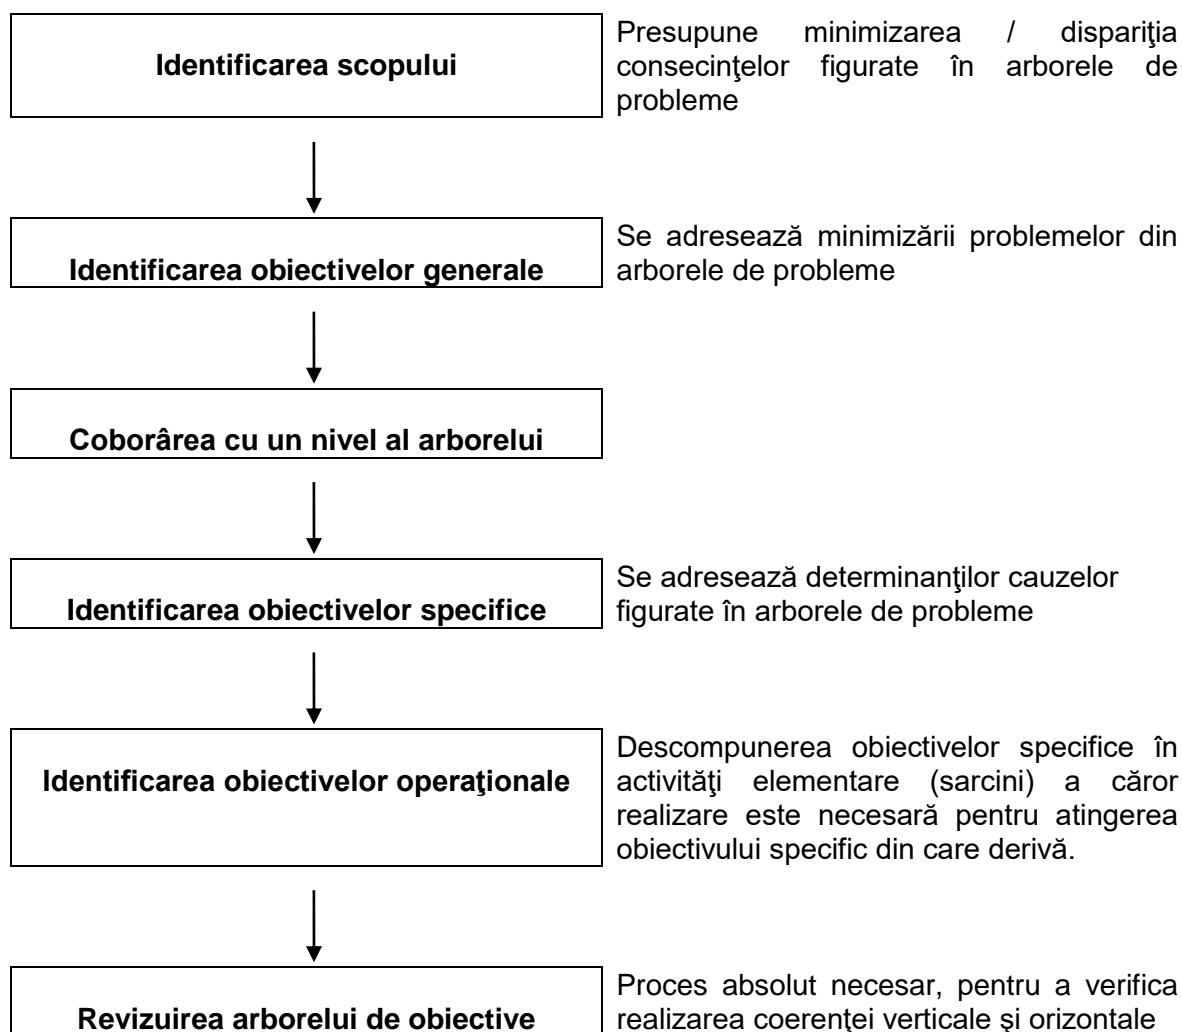 Identificarea scopului
Presupune minimizarea / dispariţia
consecinţelor figurate în arborele de
probleme
Identificarea obiectivelor generale
Se adresează minimizării problemelor din
arborele de probleme
Coborârea cu un nivel al arborelui
Identificarea obiectivelor specifice
Se adresează determinanţilor cauzelor
figurate în arborele de probleme
Identificarea obiectivelor operaţionale
Descompunerea obiectivelor specifice în
activităţi elementare (sarcini) a căror
realizare este necesară pentru atingerea
obiectivului specific din care derivă.
Revizuirea arborelui de obiective
Proces absolut necesar, pentru a verifica
realizarea coerenţei verticale şi orizontale